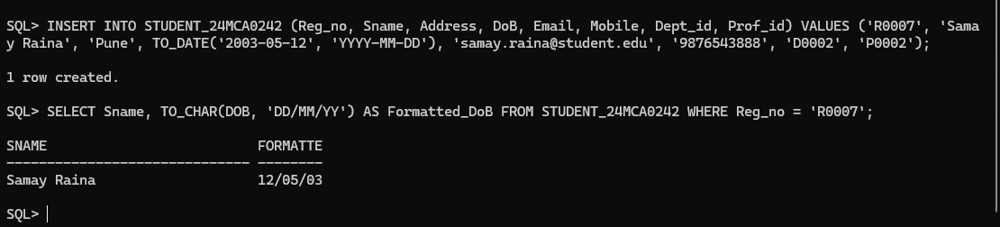 SQL> INSERT INTO STUDENT_24MCA0242 (Reg_no, Sname, Address, DoB, Email, Mobile, Dept_id, Prof_id) VALUES ('R0007', 'Sama
y Raina', 'Pune', TO_DATE('2003-05-12', 'YYYY-MM-DD'), 'samay.raina@student.edu', '9876543888', 'D0002', 'P0002');
1 row created.
SQL> SELECT Sname, TO_CHAR(DOB, 'DD/MM/YY') AS Formatted_DoB FROM STUDENT_24MCA0242 WHERE Reg_no = 'R0007';
SNAME                          FORMATTE
------------------------------ --------
Samay Raina                    12/05/03
SQL>